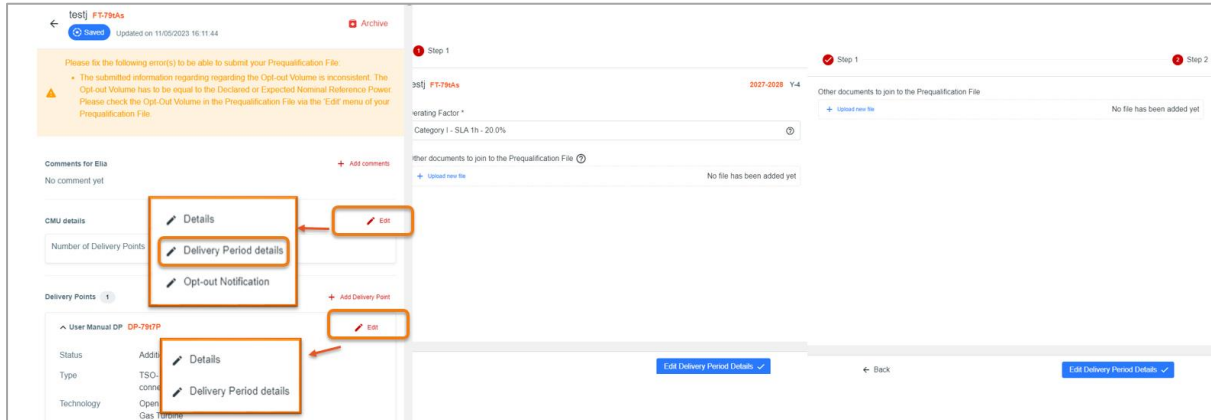 testj FT-79tAs
Archive
Saved Updated on 11/05/2023 16:11:44
Please fix the following error(s) to be able to submit your Prequalification File:
• The submitted information regarding regarding the Opt-out Volume is inconsistent. The
Opt-out Volume has to be equal to the Declared or Expected Nominal Reference Power.
Please check the Opt-Out Volume in the Prequalification File via the 'Edit' menu of your
Prequalification File.
Comments for Elia
+ Add comments
No comment yet
CMU details
Edit
Number of Delivery Points
Details
Delivery Period details
Opt-out Notification
Delivery Points 1
+ Add Delivery Point
User Manual DP DP-79t7P
Edit
Status
Type TSO-
Technology Open
Gas Turbine
Details
Delivery Period details
1 Step 1
estj FT-79tAs
2027-2028 Y-4
erating Factor *
Category I - SLA 1h - 20.0%
ther documents to join to the Prequalification File
+ Upload new file
No file has been added yet
Edit Delivery Period Details
Step 1
2 Step 2
Other documents to join to the Prequalification File
+ Upload new file
No file has been added yet
← Back
Edit Delivery Period Details